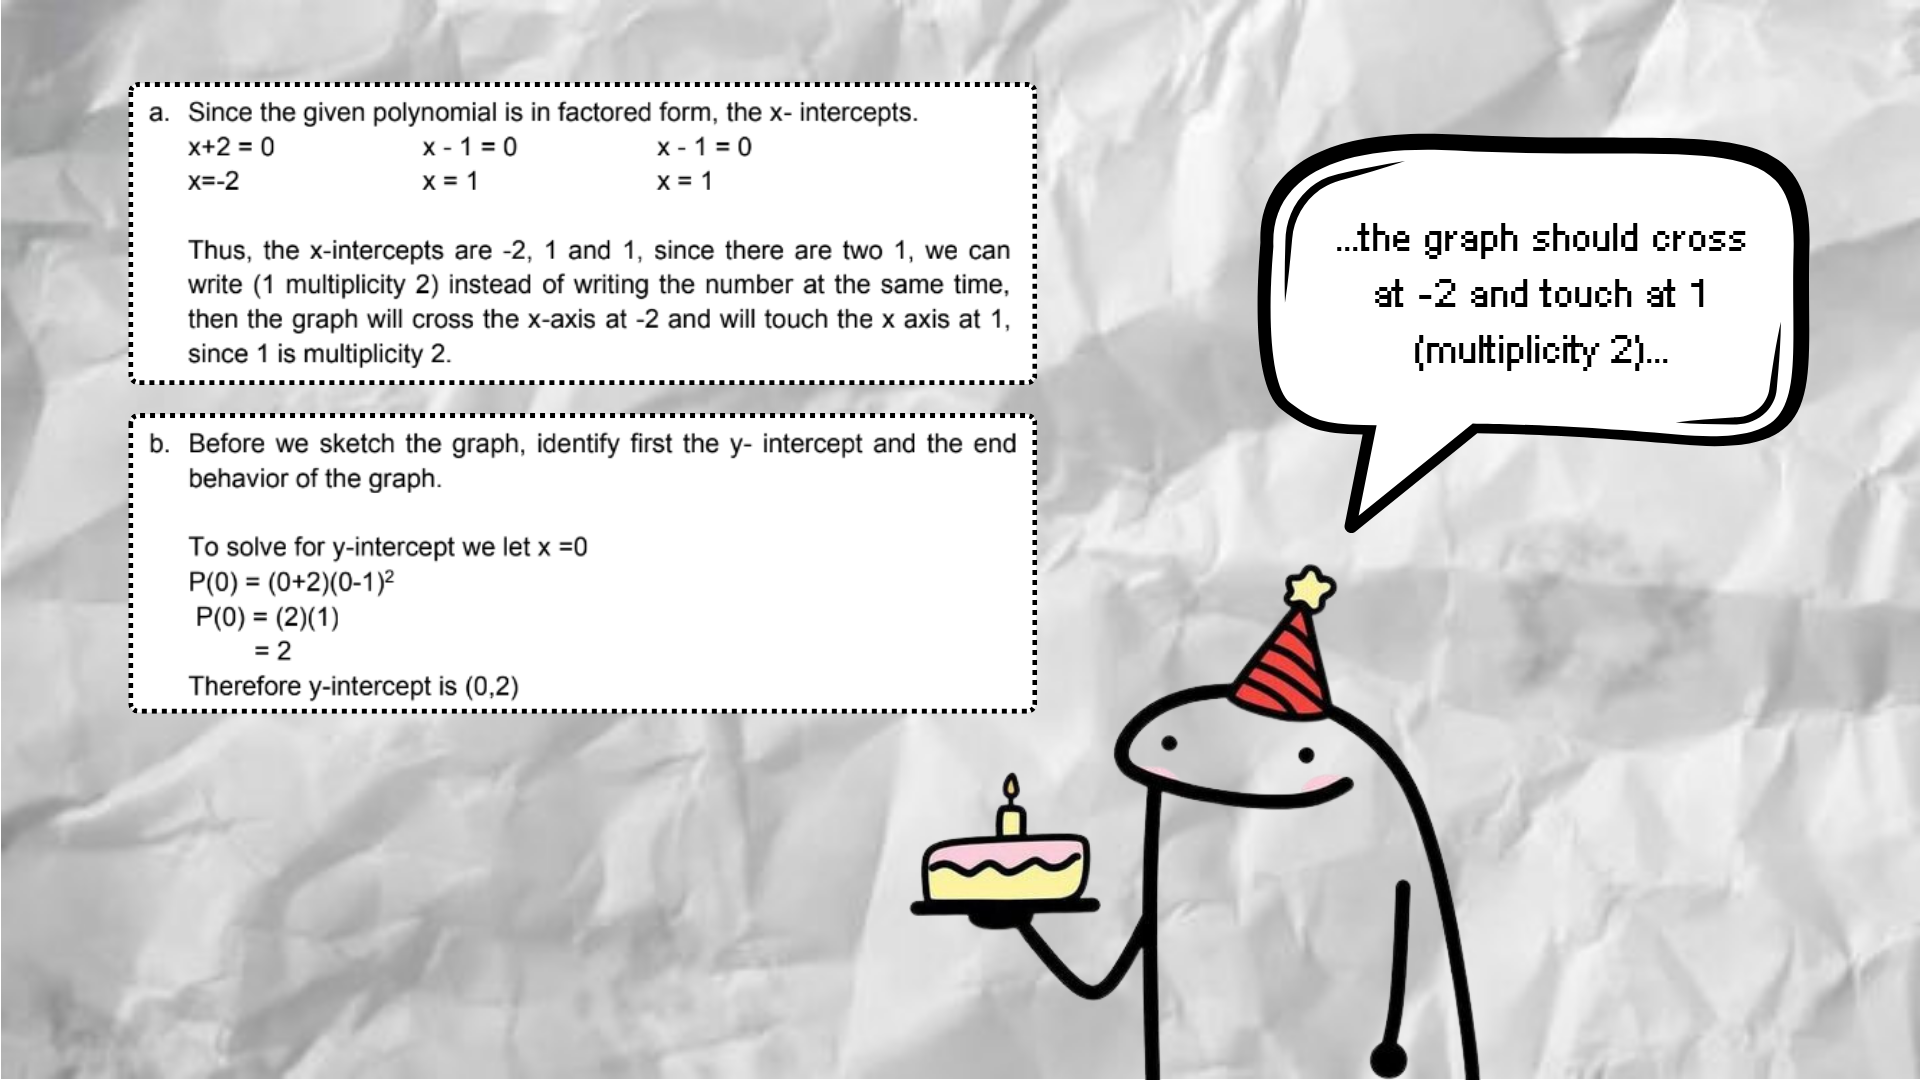 a. Since the given polynomial is in factored form, the x- intercepts.
x+2 = 0 x - 1 = 0 x - 1 = 0
x=-2 x = 1 x = 1
Thus, the x-intercepts are -2, 1 and 1, since there are two 1, we can
write (1 multiplicity 2) instead of writing the number at the same time,
then the graph will cross the x-axis at -2 and will touch the x axis at 1,
since 1 is multiplicity 2.
b. Before we sketch the graph, identify first the y- intercept and the end
behavior of the graph.
To solve for y-intercept we let x =0
P(0) = (0+2)(0-1)²
P(0) = (2)(1)
= 2
Therefore y-intercept is (0,2)
...the graph should cross
at -2 and touch at 1
(multiplicity 2)...